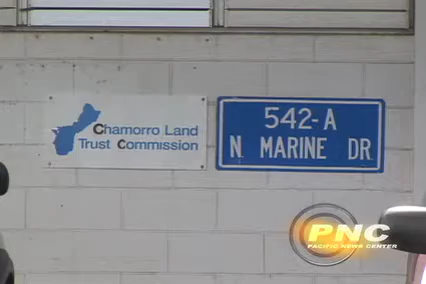 Chamorro Land
Trust Commission
542-A
N MARINE DR.
PNC
PACIFIC NEWS CENTER